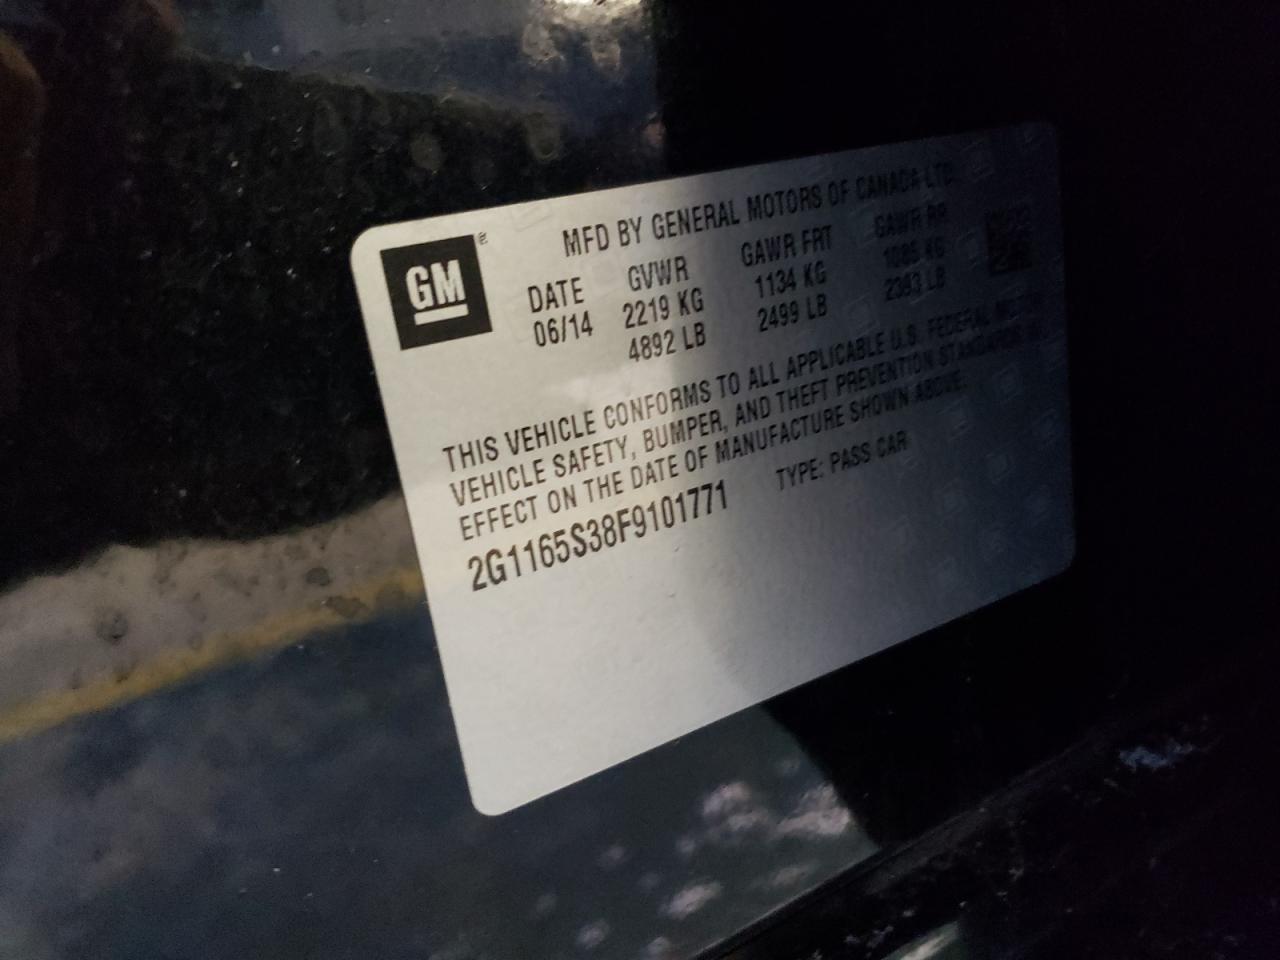 GM®
MFD BY GENERAL MOTORS OF CANADA LTD.
DATE GVWR GAWR FRT GAWR RR
06/14 2219 KG 1134 KG 1085 KG
4892 LB 2499 LB 2393 LB
THIS VEHICLE CONFORMS TO ALL APPLICABLE U.S. FEDERAL MOTOR
VEHICLE SAFETY, BUMPER, AND THEFT PREVENTION STANDARDS IN
EFFECT ON THE DATE OF MANUFACTURE SHOWN ABOVE.
2G1165S38F9101771 TYPE: PASS CAR